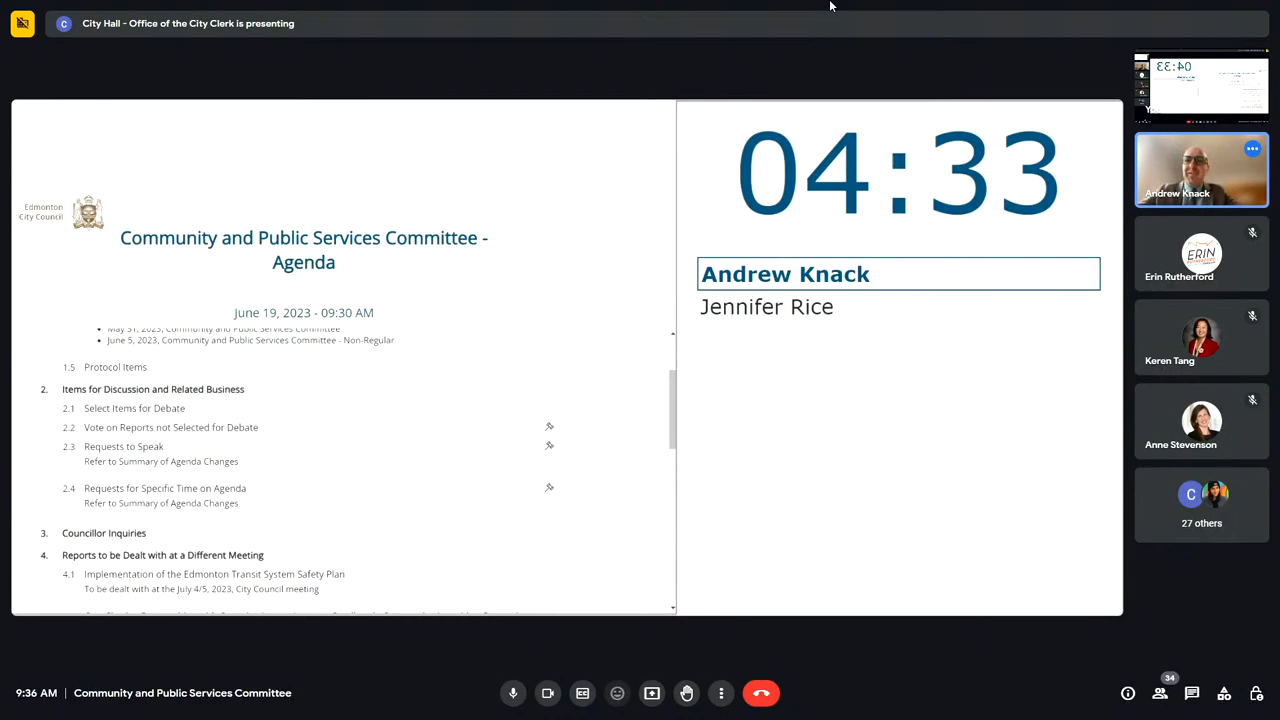 City Hall - Office of the City Clerk is presenting
04:33
Edmonton
City Council
Community and Public Services Committee -
Agenda
June 19, 2023 - 09:30 AM
May 31, 2023, Community and Public Services Committee
June 5, 2023, Community and Public Services Committee - Non-Regular
1.5 Protocol Items
2. Items for Discussion and Related Business
2.1 Select Items for Debate
2.2 Vote on Reports not Selected for Debate
2.3 Requests to Speak
Refer to Summary of Agenda Changes
2.4 Requests for Specific Time on Agenda
Refer to Summary of Agenda Changes
3. Councillor Inquiries
4. Reports to be Dealt with at a Different Meeting
4.1 Implementation of the Edmonton Transit System Safety Plan
To be dealt with at the July 4/5, 2023, City Council meeting
04:33
Andrew Knack
Jennifer Rice
Andrew Knack
ERIN
RUTHERFORD
Erin Rutherford
Keren Tang
Anne Stevenson
C
27 others
9:36 AM | Community and Public Services Committee
34